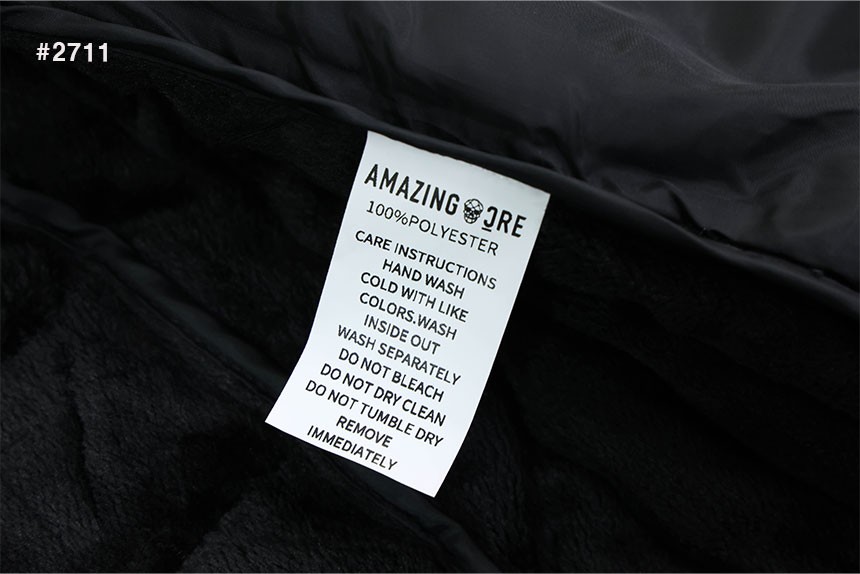 #2711
AMAZING CRE
100%POLYESTER
CARE INSTRUCTIONS
HAND WASH
COLD WITH LIKE
COLORS.WASH
INSIDE OUT
WASH SEPARATELY
DO NOT BLEACH
DO NOT DRY CLEAN
DO NOT TUMBLE DRY
REMOVE
IMMEDIATELY